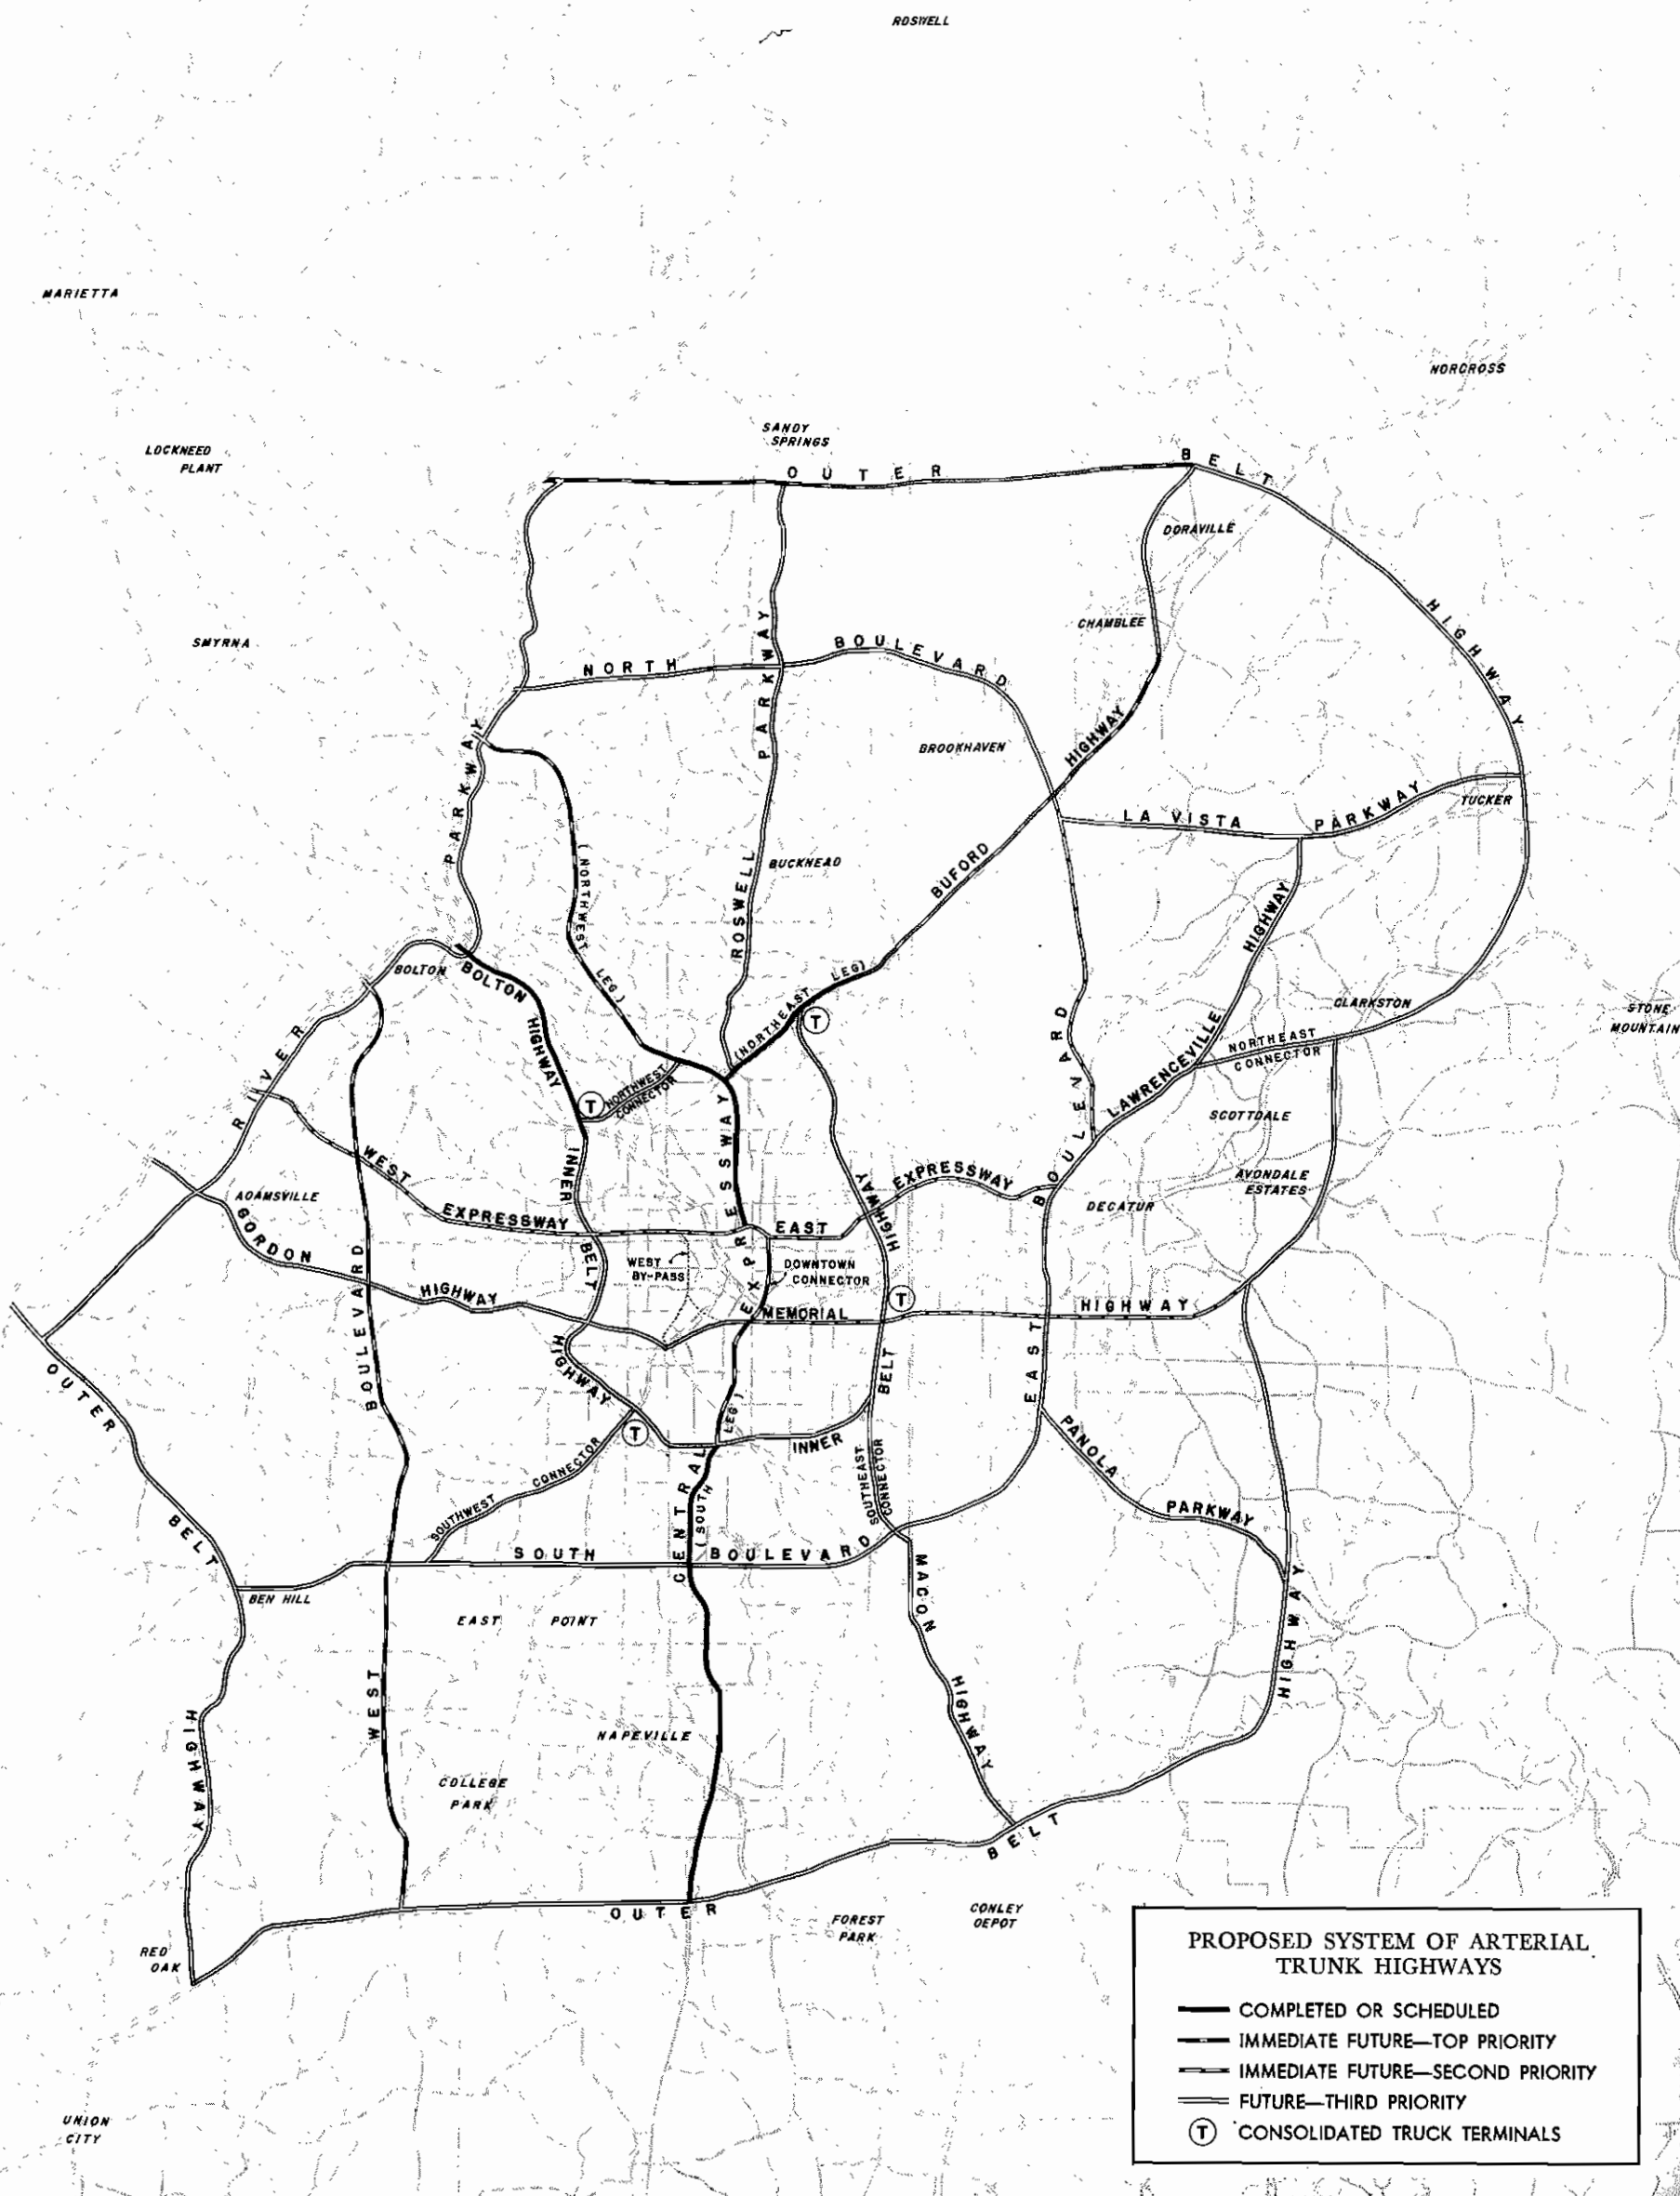 ROSWELL
MARIETTA
NORCROSS
SANDY
SPRINGS
LOCKNEED
PLANT
OUTER
BELT
HIGHWAY
DORAVILLE
CHAMBLEE
SMYRNA
NORTH
BOULEVARD
PARKWAY
ROSWELL
BROOKHAVEN
HIGHWAY
BUFORD
LA VISTA
PARKWAY
TUCKER
PARKWAY
RIVER
(NORTHWEST
LEG)
BUCKHEAD
HIGHWAY
LAWRENCEVILLE
BOLTON
BOLTON
HIGHWAY
(NORTHEAST
LEG)
T
CLARKSTON
STONE
MOUNTAIN
NORTHEAST
CONNECTOR
NORTHWEST
CONNECTOR
T
SCOTTDALE
AVONDALE
ESTATES
DECATUR
WEST
EXPRESSWAY
ADAMSVILLE
GORDON
HIGHWAY
INNER
BELT
HIGHWAY
EAST
EXPRESSWAY
HIGHWAY
BELT
INNER
WEST
BY-PASS
DOWNTOWN
CONNECTOR
T
MEMORIAL
HIGHWAY
CENTRAL
EXPRESSWAY
(SOUTH
LEG)
EAST
BOULEVARD
WEST
BOULEVARD
OUTER
BELT
HIGHWAY
T
SOUTHWEST
CONNECTOR
SOUTHEAST
CONNECTOR
PANOLA
PARKWAY
SOUTH
BOULEVARD
BEN HILL
EAST POINT
MACON
HIGHWAY
HIGHWAY
HAPEVILLE
COLLEGE
PARK
BELT
OUTER
RED
OAK
FOREST
PARK
CONLEY
DEPOT
UNION
CITY
PROPOSED SYSTEM OF ARTERIAL
TRUNK HIGHWAYS
COMPLETED OR SCHEDULED
IMMEDIATE FUTURE—TOP PRIORITY
IMMEDIATE FUTURE—SECOND PRIORITY
FUTURE—THIRD PRIORITY
T CONSOLIDATED TRUCK TERMINALS